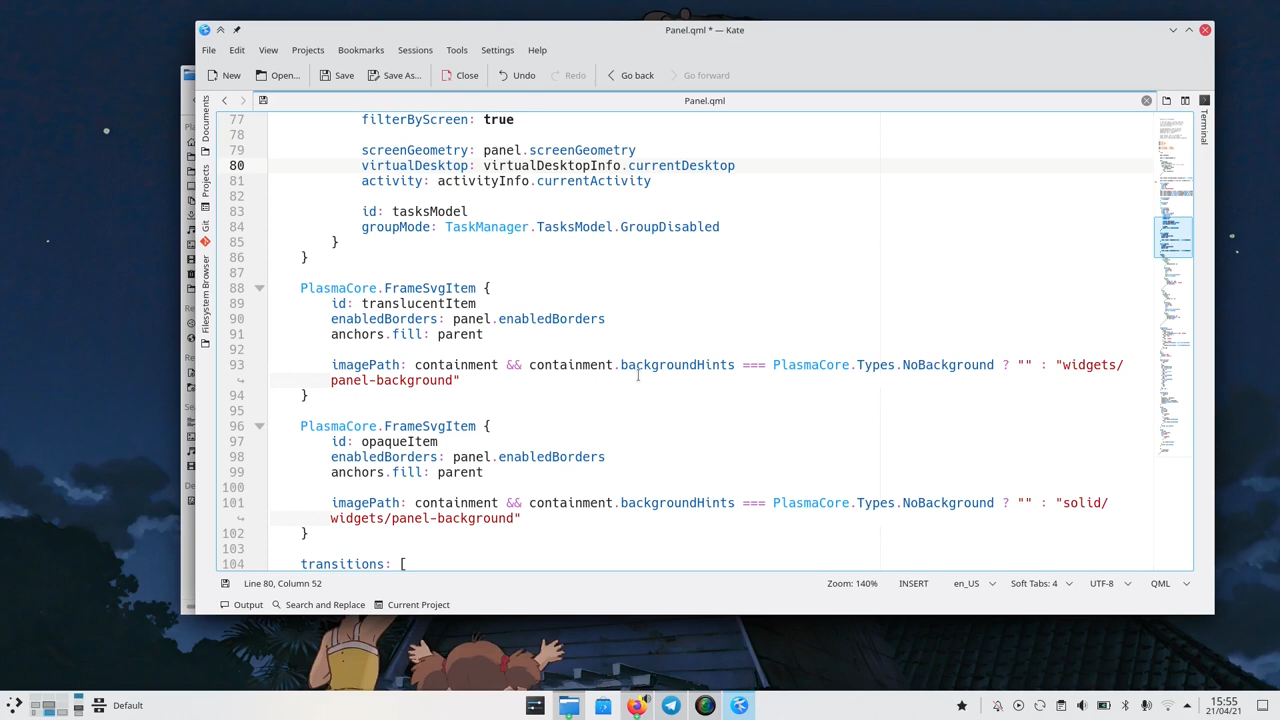 Panel.qml * — Kate
File Edit View Projects Bookmarks Sessions Tools Settings Help
New Open... Save Save As... Close Undo Redo Go back Go forward
Panel.qml
Documents
Projects
Git
Filesystem Browser
Terminal
77 filterByScreen: true
78
79 screenGeometry: panel.screenGeometry
80 virtualDesktop: virtualDesktopInfo.currentDesktop
81 activity: activityInfo.currentActivity
82
83 id: tasksModel
84 groupMode: TaskManager.TasksModel.GroupDisabled
85 }
86 }
87
88 PlasmaCore.FrameSvgItem {
89 id: translucentItem
90 enabledBorders: panel.enabledBorders
91 anchors.fill: parent
92
93 imagePath: containment && containment.backgroundHints === PlasmaCore.Types.NoBackground ? "" : "widgets/
panel-background"
94 }
95
96 PlasmaCore.FrameSvgItem {
97 id: opaqueItem
98 enabledBorders: panel.enabledBorders
99 anchors.fill: parent
100
101 imagePath: containment && containment.backgroundHints === PlasmaCore.Types.NoBackground ? "" : "solid/
widgets/panel-background"
102 }
103
104 transitions: [
Line 80, Column 52 Zoom: 140% INSERT en_US Soft Tabs: 4 UTF-8 QML
Output Search and Replace Current Project
Default
15:55
21/04/21